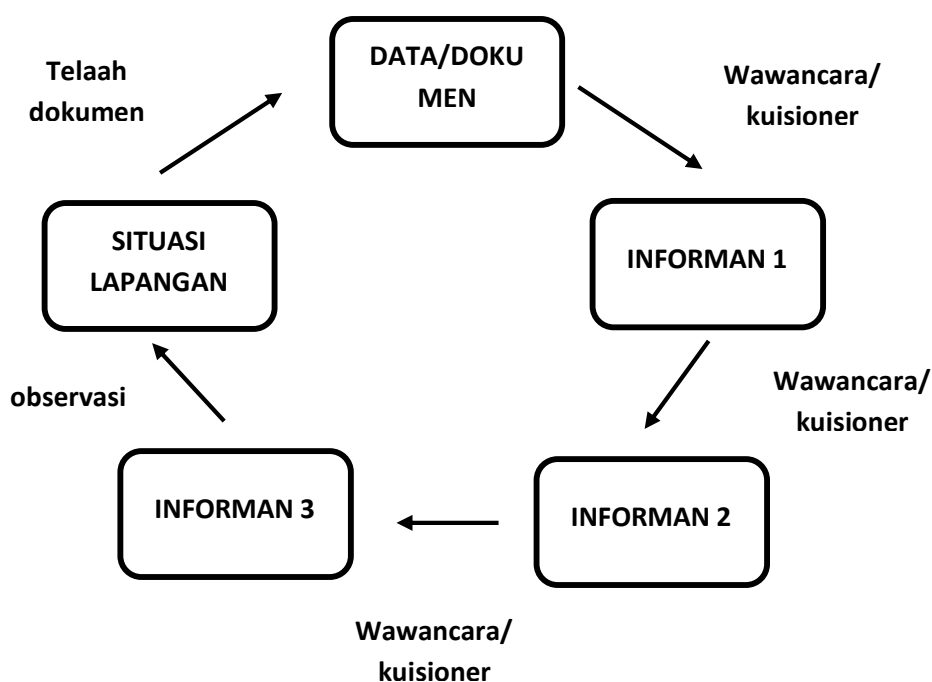 DATA/DOKU
MEN
Telaah
dokumen
Wawancara/
kuisioner
SITUASI
LAPANGAN
INFORMAN 1
observasi
Wawancara/
kuisioner
INFORMAN 3
INFORMAN 2
Wawancara/
kuisioner